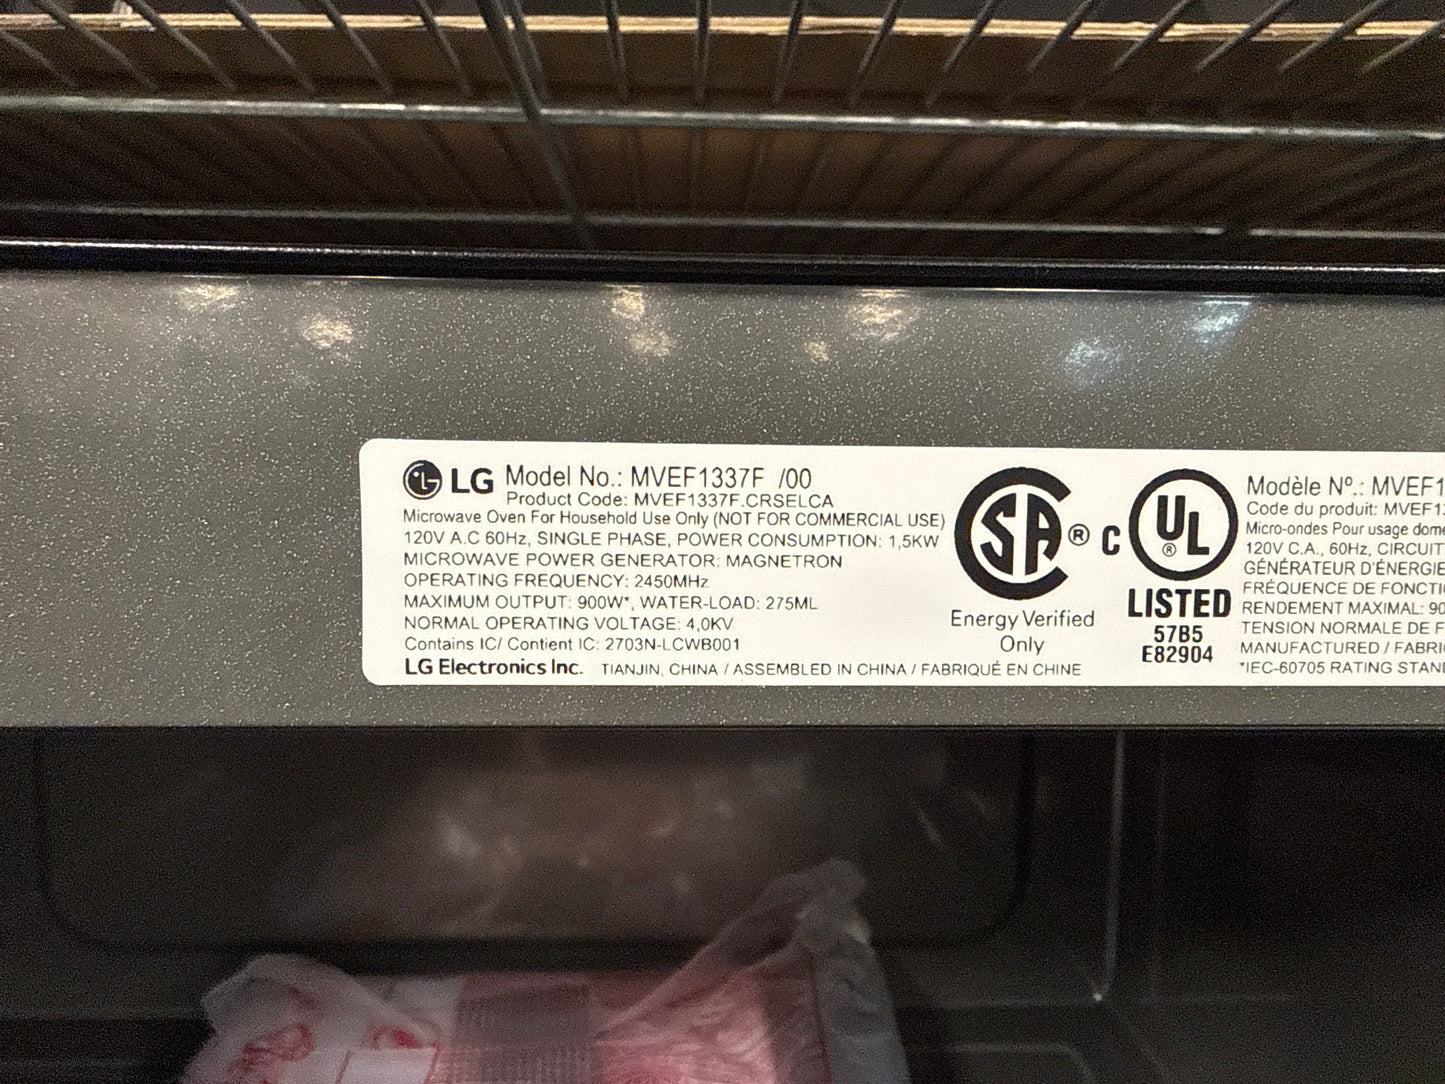 LG Model No.: MVEF1337F /00
Product Code: MVEF1337F.CRSELCA
Microwave Oven For Household Use Only (NOT FOR COMMERCIAL USE)
120V A.C 60Hz, SINGLE PHASE, POWER CONSUMPTION: 1,5KW
MICROWAVE POWER GENERATOR: MAGNETRON
OPERATING FREQUENCY: 2450MHz
MAXIMUM OUTPUT: 900W*, WATER-LOAD: 275ML
NORMAL OPERATING VOLTAGE: 4,0KV
Contains IC/ Contient IC: 2703N-LCWB001
LG Electronics Inc. TIANJIN, CHINA / ASSEMBLED IN CHINA / FABRIQUÉ EN CHINE
SA ®
Energy Verified
Only
C UL ®
LISTED
57B5
E82904
Modèle Nº.: MVEF1
Code du produit: MVEF1
Micro-ondes Pour usage dome
120V C.A., 60Hz, CIRCUIT
GÉNÉRATEUR D'ÉNERGIE
FRÉQUENCE DE FONCTI
RENDEMENT MAXIMAL: 90
TENSION NORMALE DE F
MANUFACTURED / FABRI
*IEC-60705 RATING STAN